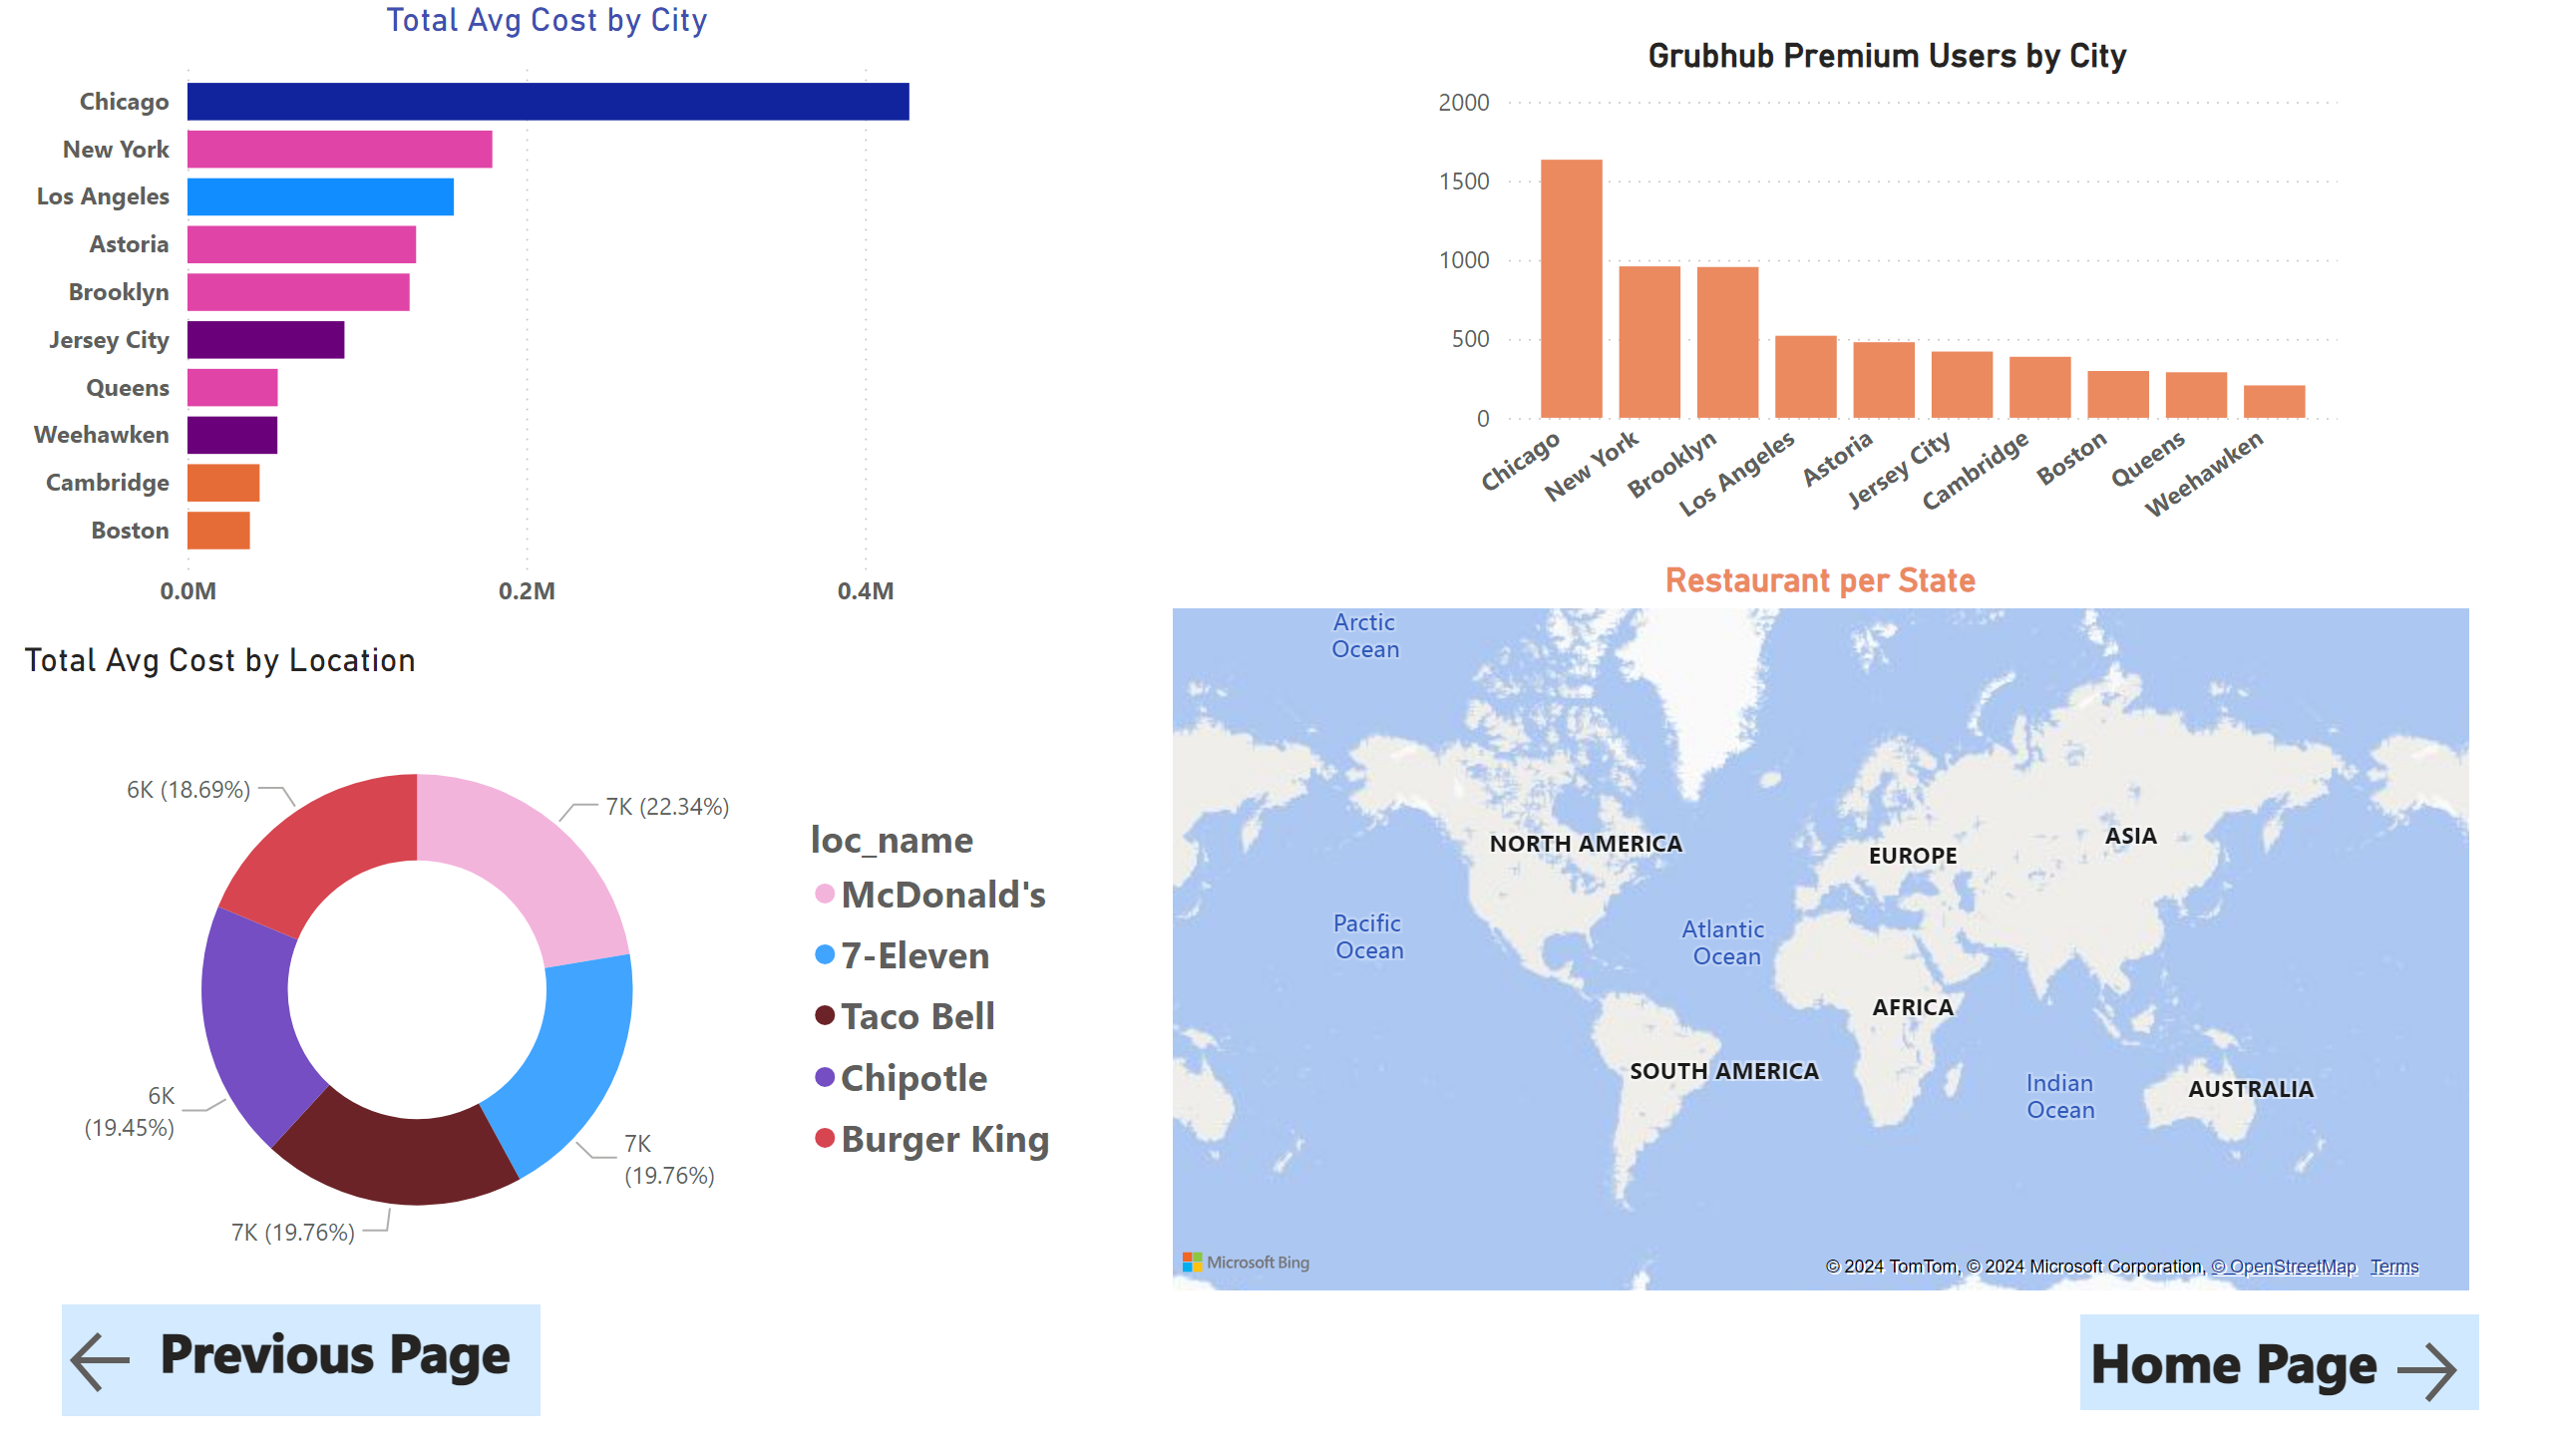 Total Avg Cost by City
Chicago
New York
Los Angeles
Astoria
Brooklyn
Jersey City
Queens
Weehawken
Cambridge
Boston
0.0M 0.2M 0.4M
Grubhub Premium Users by City
2000
1500
1000
500
0
Chicago
New York
Brooklyn
Los Angeles
Astoria
Jersey City
Cambridge
Boston
Queens
Weehawken
Total Avg Cost by Location
6K (18.69%)
7K (22.34%)
6K
(19.45%)
7K
(19.76%)
7K (19.76%)
loc_name
McDonald's
7-Eleven
Taco Bell
Chipotle
Burger King
Restaurant per State
Arctic
Ocean
NORTH AMERICA
EUROPE
ASIA
Pacific
Ocean
Atlantic
Ocean
AFRICA
SOUTH AMERICA
Indian
Ocean
AUSTRALIA
Microsoft Bing
© 2024 TomTom, © 2024 Microsoft Corporation, © OpenStreetMap Terms
Previous Page
Home Page